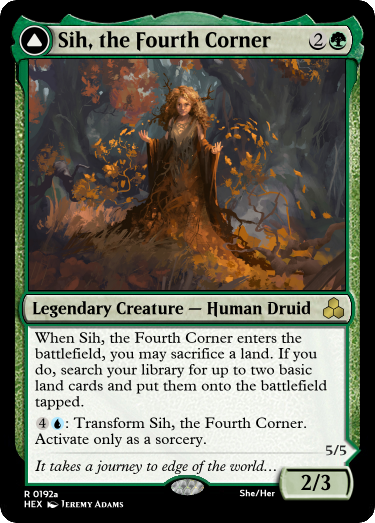 Sih, the Fourth Corner 2
Legendary Creature — Human Druid
When Sih, the Fourth Corner enters the
battlefield, you may sacrifice a land. If you
do, search your library for up to two basic
land cards and put them onto the battlefield
tapped.
4: Transform Sih, the Fourth Corner.
Activate only as a sorcery.
5/5
It takes a journey to edge of the world...
2/3
R 0192a
She/Her
HEX Jeremy Adams